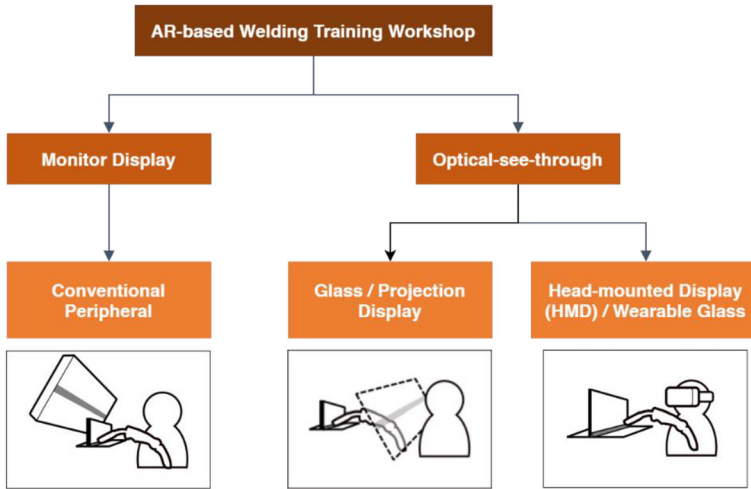 AR-based Welding Training Workshop
Monitor Display
Optical-see-through
Conventional
Peripheral
Glass / Projection
Display
Head-mounted Display
(HMD) / Wearable Glass